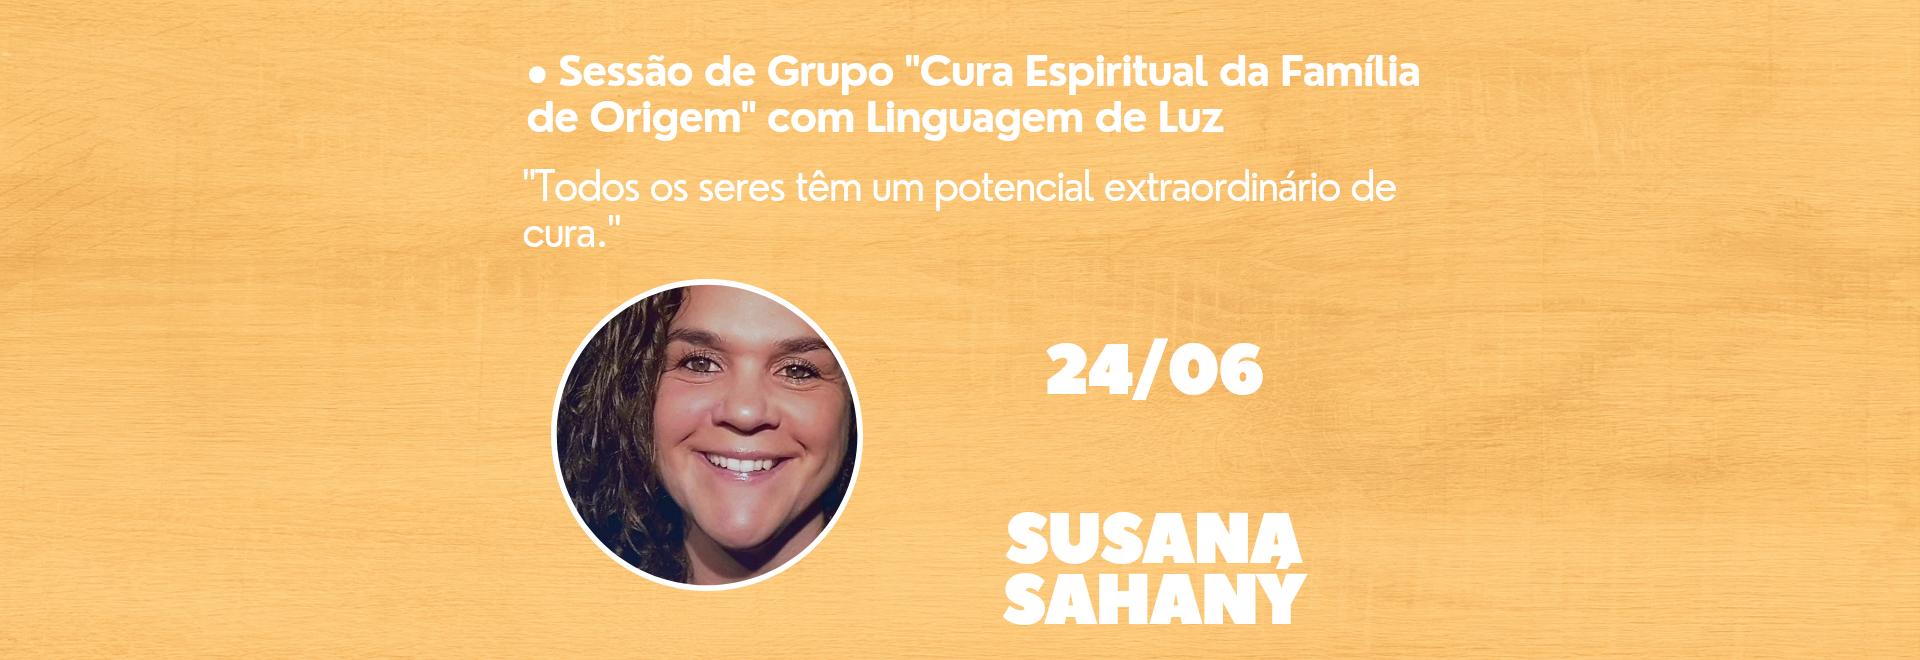 ● Sessão de Grupo "Cura Espiritual da Família
de Origem" com Linguagem de Luz
"Todos os seres têm um potencial extraordinário de
cura."
24/06
SUSANA
SAHANÝ